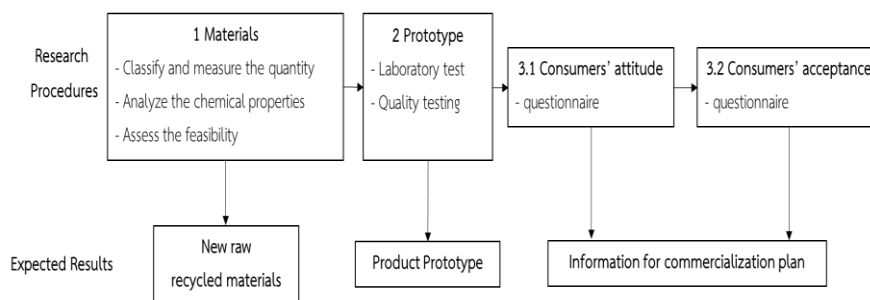 Research
Procedures
1 Materials
- Classify and measure the quantity
- Analyze the chemical properties
- Assess the feasibility
2 Prototype
- Laboratory test
- Quality testing
3.1 Consumers’ attitude
- questionnaire
3.2 Consumers’ acceptance
- questionnaire
Expected Results
New raw
recycled materials
Product Prototype
Information for commercialization plan